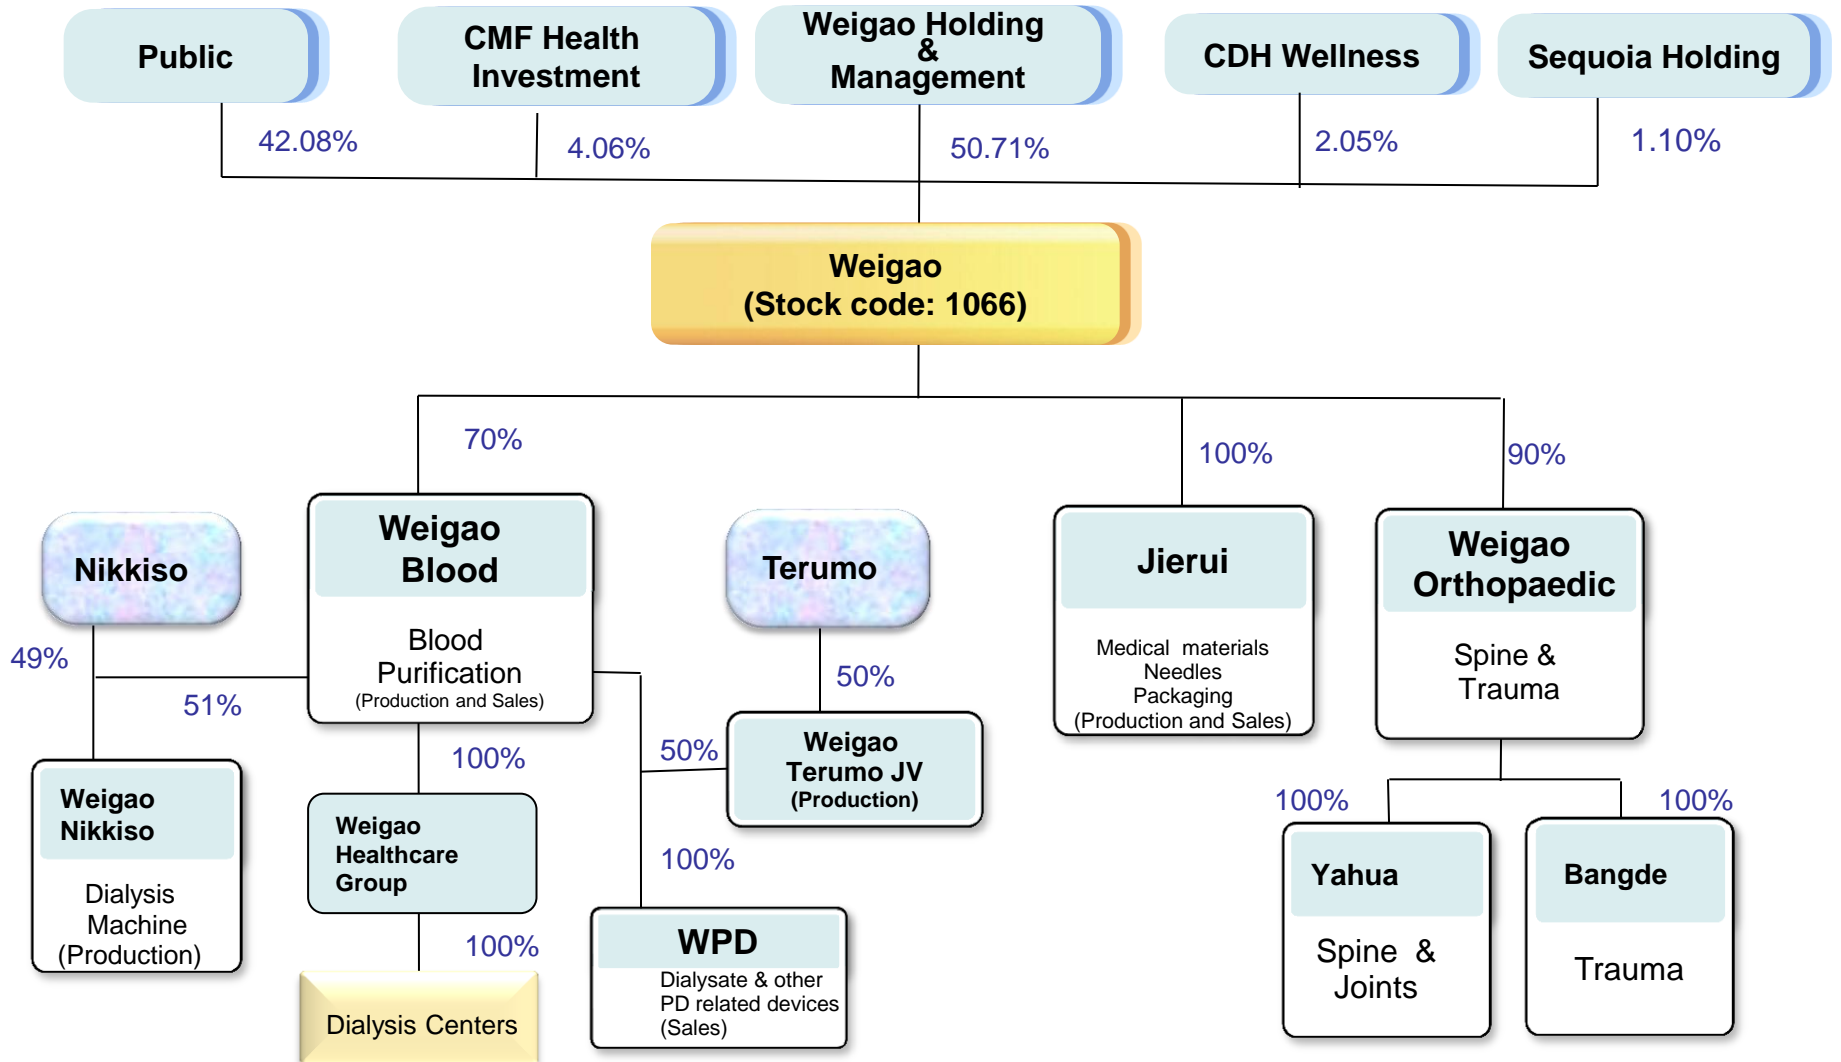 Public
CMF Health
Investment
Weigao Holding
&
Management
CDH Wellness
Sequoia Holding
42.08%
4.06%
50.71%
2.05%
1.10%
Weigao
(Stock code: 1066)
70%
100%
90%
Nikkiso
Weigao
Blood
Blood
Purification
(Production and Sales)
Terumo
Jierui
Medical materials
Needles
Packaging
(Production and Sales)
Weigao
Orthopaedic
Spine &
Trauma
49%
51%
50%
100%
50%
Weigao
Terumo JV
(Production)
100%
100%
Weigao
Nikkiso
Dialysis
Machine
(Production)
Weigao
Healthcare
Group
100%
100%
Dialysis Centers
WPD
Dialysate & other
PD related devices
(Sales)
Yahua
Spine &
Joints
Bangde
Trauma